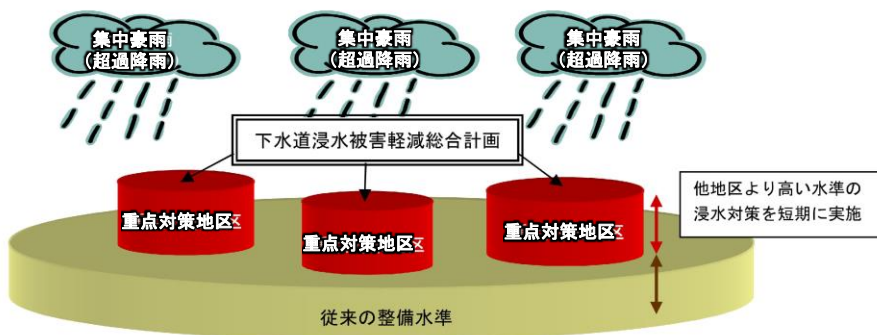 集中豪雨
(超過降雨)
集中豪雨
(超過降雨)
集中豪雨
(超過降雨)
下水道浸水被害軽減総合計画
他地区より高い水準の
浸水対策を短期に実施
重点対策地区
重点対策地区
重点対策地区
従来の整備水準